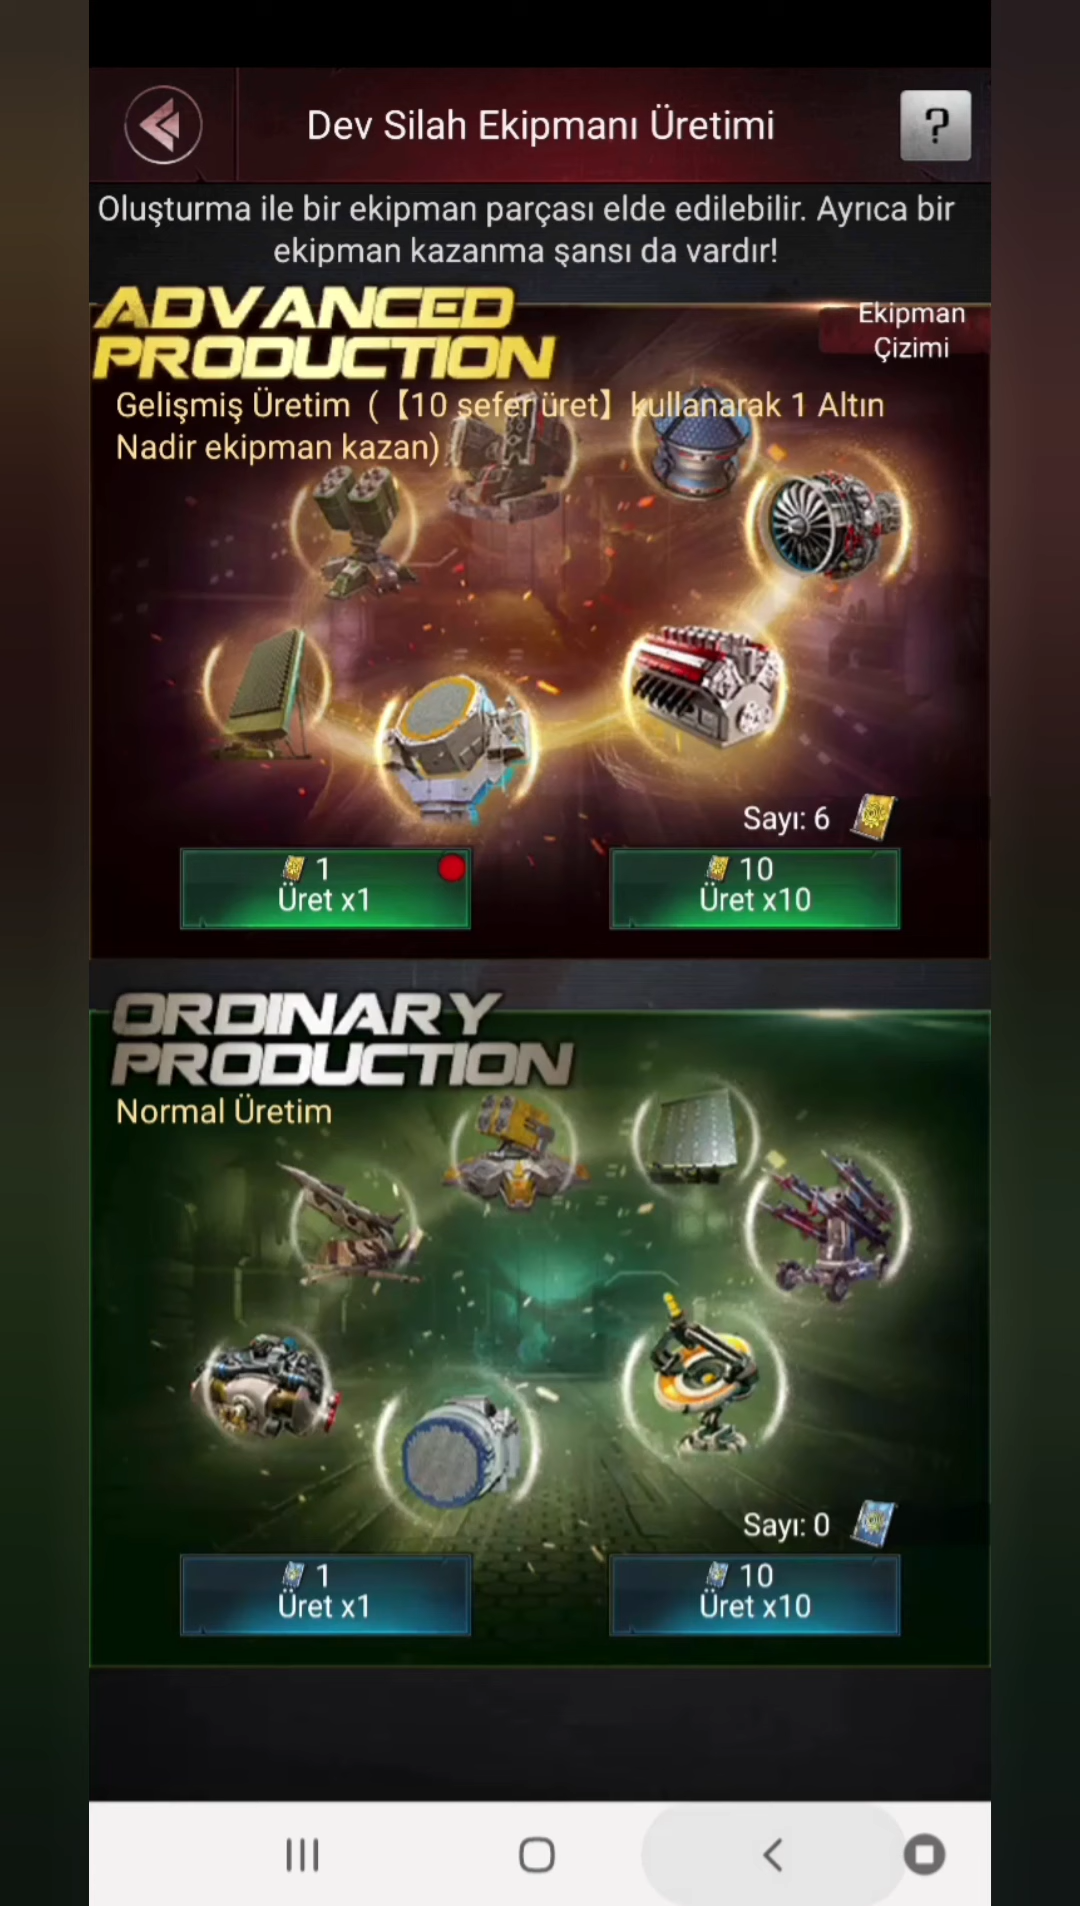 Dev Silah Ekipmanı Üretimi
?
Oluşturma ile bir ekipman parçası elde edilebilir. Ayrıca bir
ekipman kazanma şansı da vardır!
ADVANCED
PRODUCTION
Ekipman
Çizimi
Gelişmiş Üretim (【10 sefer üret】kullanarak 1 Altın
Nadir ekipman kazan)
Sayı: 6
1
Üret x1
10
Üret x10
ORDINARY
PRODUCTION
Normal Üretim
Sayı: 0
1
Üret x1
10
Üret x10